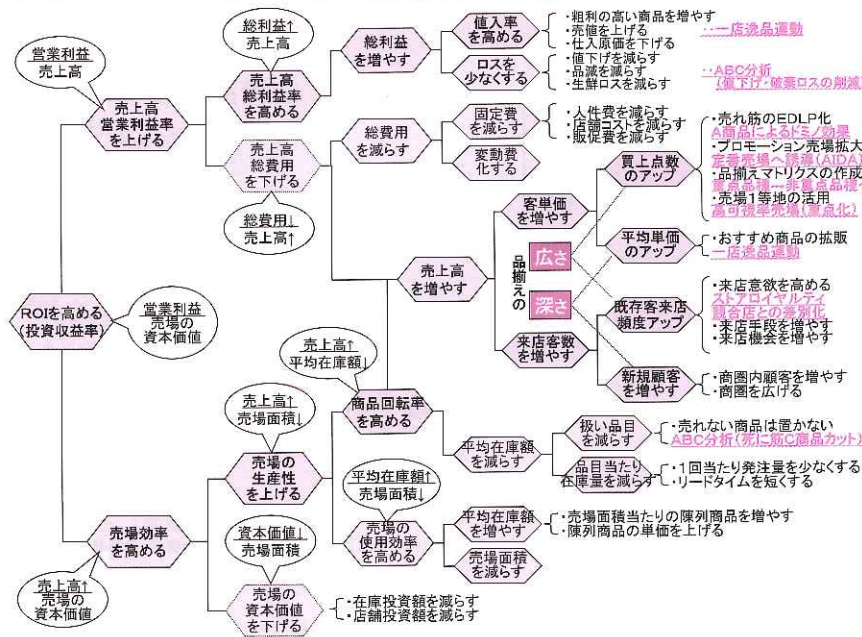 営業利益
売上高
総利益↑
売上高
総利益
を増やす
値入率
を高める
・粗利の高い商品を増やす
・売値を上げる
・仕入原価を下げる
‥一店逸品運動
ロスを
少なくする
・値下げを減らす
・品減を減らす
・生鮮ロスを減らす
‥ABC分析
(値下げ・破棄ロスの削減)
売上高
営業利益率
を上げる
売上高
総利益率
を高める
売上高
総費用
を下げる
総費用↓
売上高↑
総費用
を減らす
固定費
を減らす
・人件費を減らす
・店舗コストを減らす
・販促費を減らす
変動費
化する
売上高
を増やす
客単価
を増やす
買上点数
のアップ
・売れ筋のEDLP化
A商品によるドミノ効果
・プロモーション売場拡大
定番売場へ誘導(AIDA)
・品揃えマトリクスの作成
・売場1等地の活用
高可視率売場(重点化)
平均単価
のアップ
・おすすめ商品の拡販
一店逸品運動
品揃えの
広さ
深さ
来店客数
を増やす
既存客来店
頻度アップ
・来店意欲を高める
ストアロイヤルティ
競合店との差別化
・来店手段を増やす
・来店機会を増やす
新規顧客
を増やす
・商圏内顧客を増やす
・商圏を広げる
ROIを高める
(投資収益率)
営業利益
売場の
資本価値
売場効率
を高める
売上高↑
売場の
資本価値
売上高↑
売場面積↓
売場の
生産性
を上げる
売上高↑
平均在庫額↓
商品回転率
を高める
平均在庫額
を減らす
扱い品目
を減らす
・売れない商品は置かない
ABC分析(死に筋C商品カット)
品目当たり
在庫量を減らす
・1回当たり発注量を少なくする
・リードタイムを短くする
平均在庫額↑
売場面積↓
売場の
使用効率
を高める
平均在庫額
を増やす
・売場面積当たりの陳列商品を増やす
・陳列商品の単価を上げる
売場面積
を減らす
資本価値↓
売場面積
売場の
資本価値
を下げる
・在庫投資額を減らす
・店舗投資額を減らす